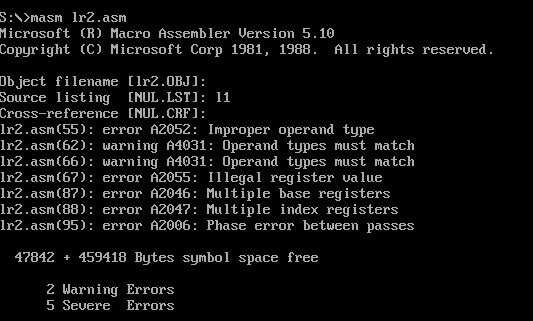 S:\>masm lr2.asm
Microsoft (R) Macro Assembler Version 5.10
Copyright (C) Microsoft Corp 1981, 1988.  All rights reserved.
Object filename [lr2.OBJ]:
Source listing  [NUL.LST]: l1
Cross-reference [NUL.CRF]:
lr2.asm(55): error A2052: Improper operand type
lr2.asm(62): warning A4031: Operand types must match
lr2.asm(66): warning A4031: Operand types must match
lr2.asm(67): error A2055: Illegal register value
lr2.asm(87): error A2046: Multiple base registers
lr2.asm(88): error A2047: Multiple index registers
lr2.asm(95): error A2006: Phase error between passes
47842 + 459418 Bytes symbol space free
2 Warning Errors
5 Severe  Errors